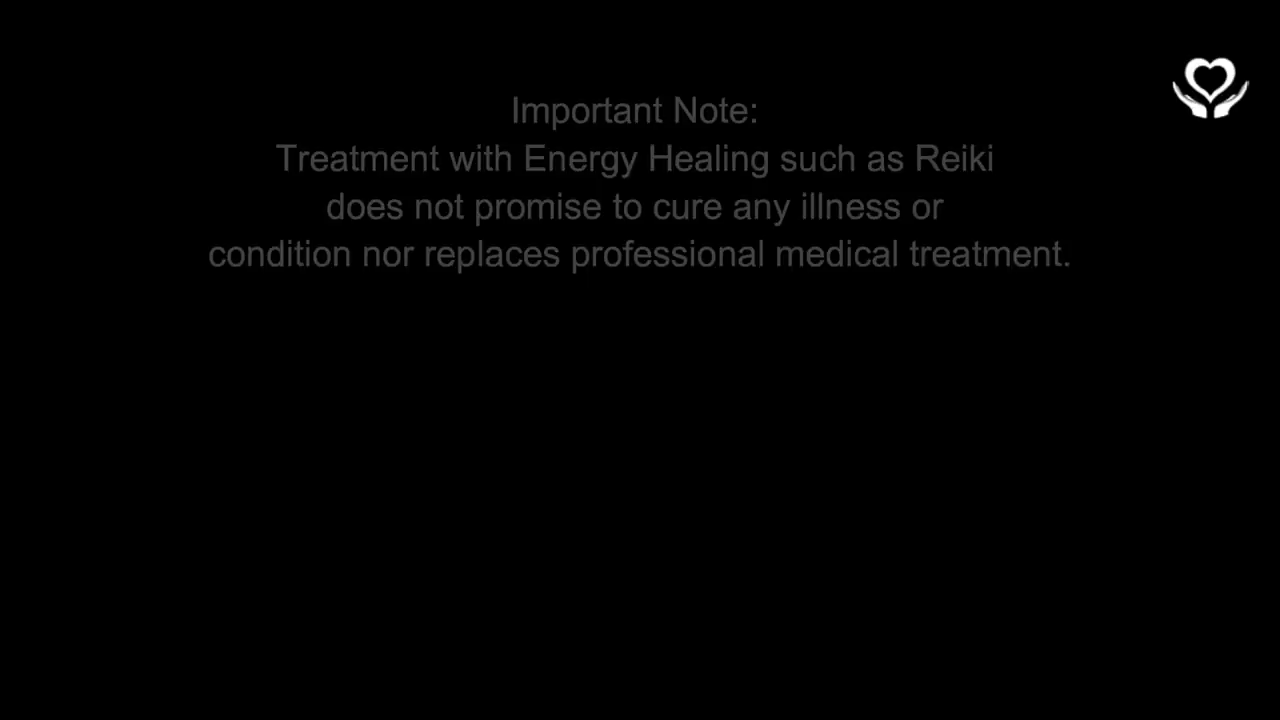 Important Note:
Treatment with Energy Healing such as Reiki
does not promise to cure any illness or
condition nor replaces professional medical treatment.